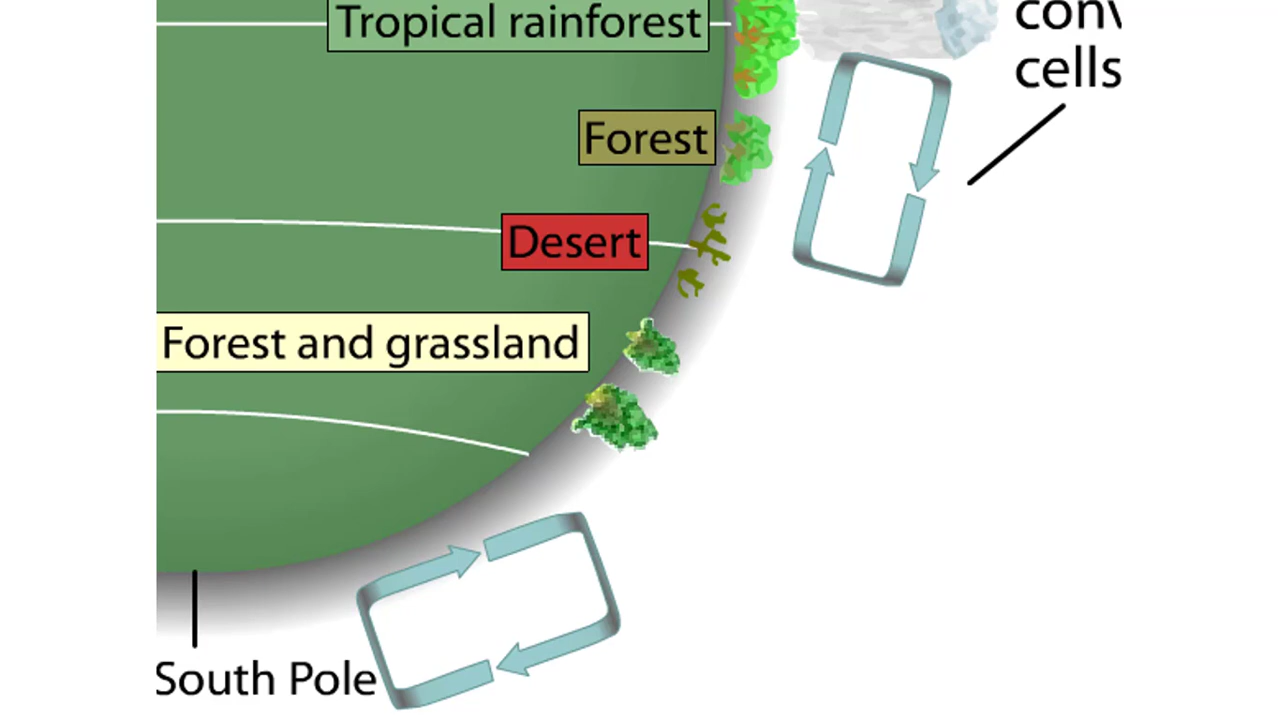 Tropical rainforest
cells
Forest
Desert
Forest and grassland
South Pole